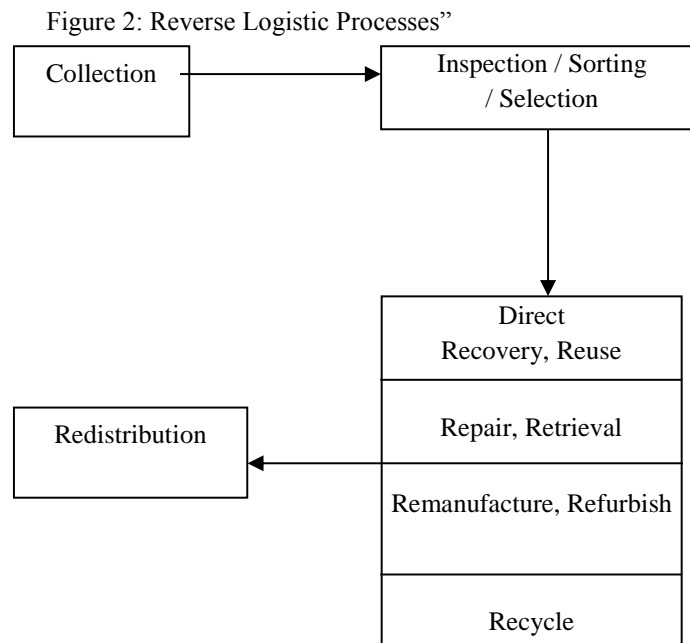 Figure 2: Reverse Logistic Processes”
Collection
Inspection / Sorting
/ Selection
Direct
Recovery, Reuse
Redistribution
Repair, Retrieval
Remanufacture, Refurbish
Recycle